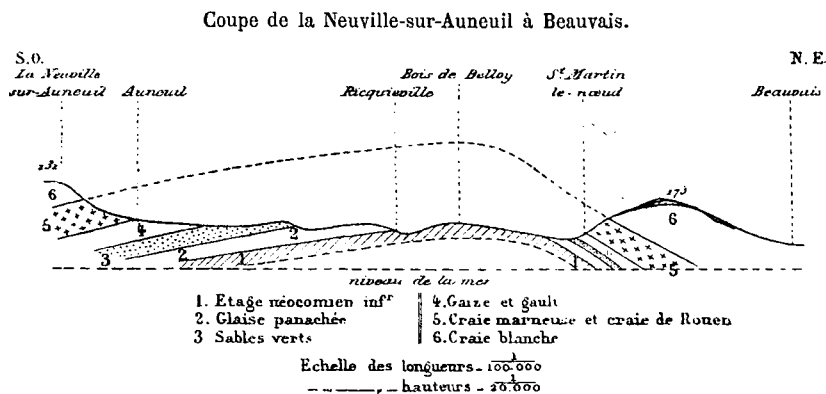 Coupe de la Neuville-sur-Auneuil à Beauvais.
S.O.
N.E.
La Neuville
sur-Auneuil
Auneuil
Ricquieville
Bois de Belloy
St Martin
le-nœud
Beauvais
232
173
6
5
4
3
2
2
1
1
6
5
niveau de la mer
1. Etage néocomien infr
2. Glaise panachée
3 Sables verts
4. Gaize et gault
5. Craie marneuse et craie de Rouen
6. Craie blanche
Echelle des longueurs - 1/100.000
hauteurs - 1/20.000